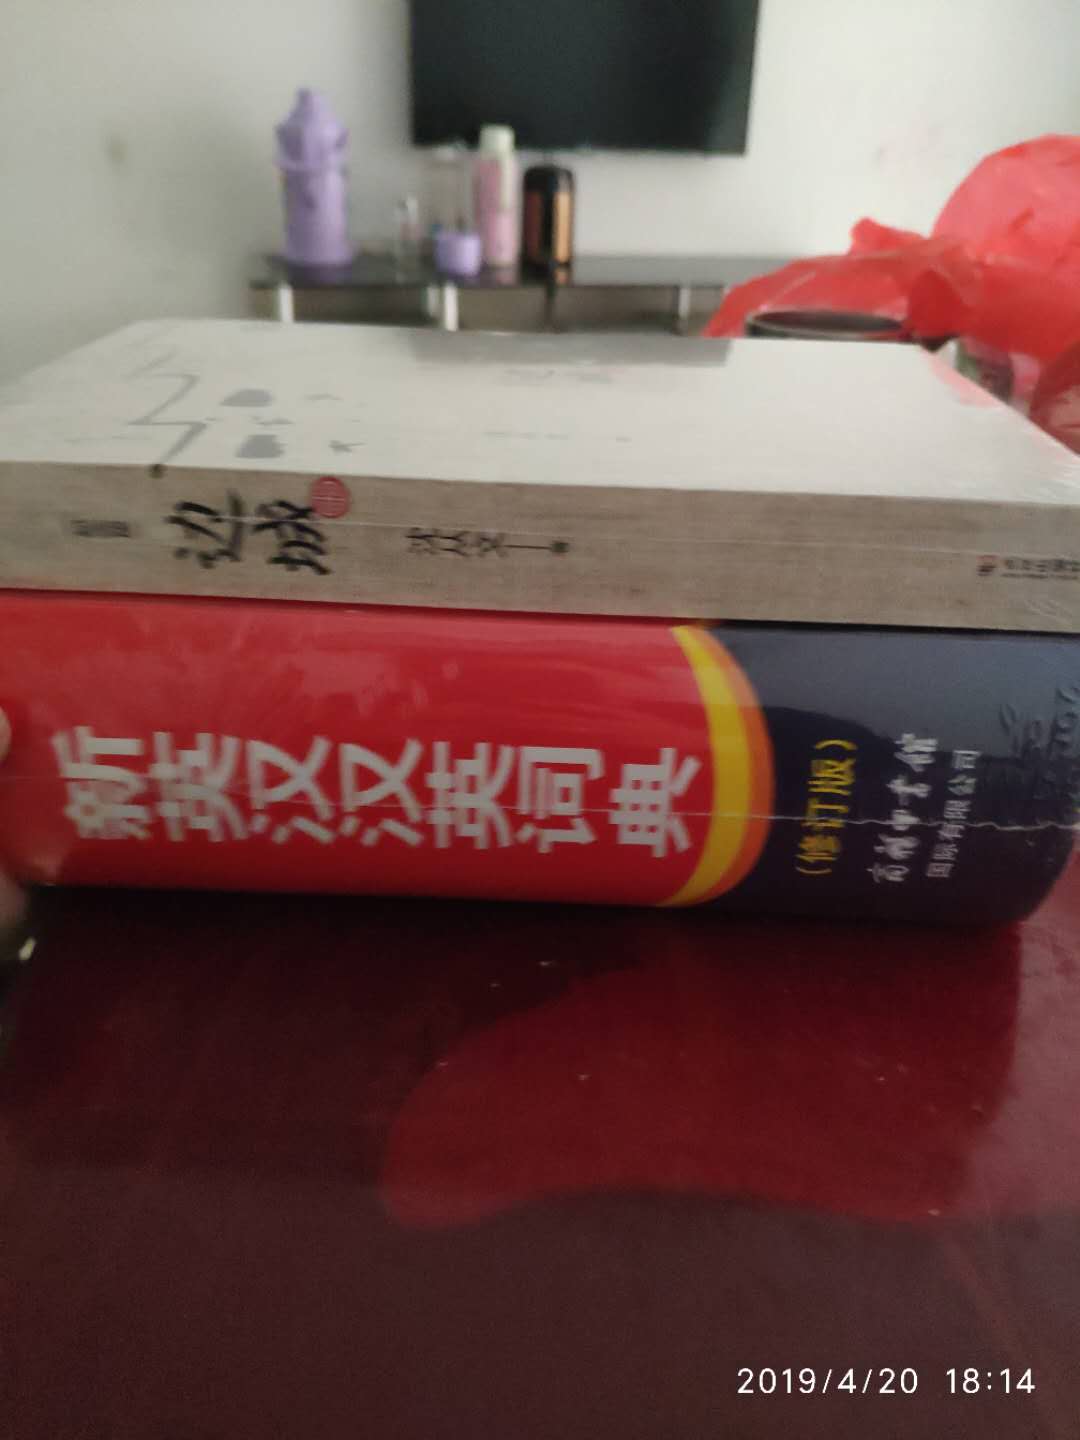 边城
沈从文 著
新英汉汉英词典
(修订版)
商务印书馆
国际有限公司
2019/4/20 18:14